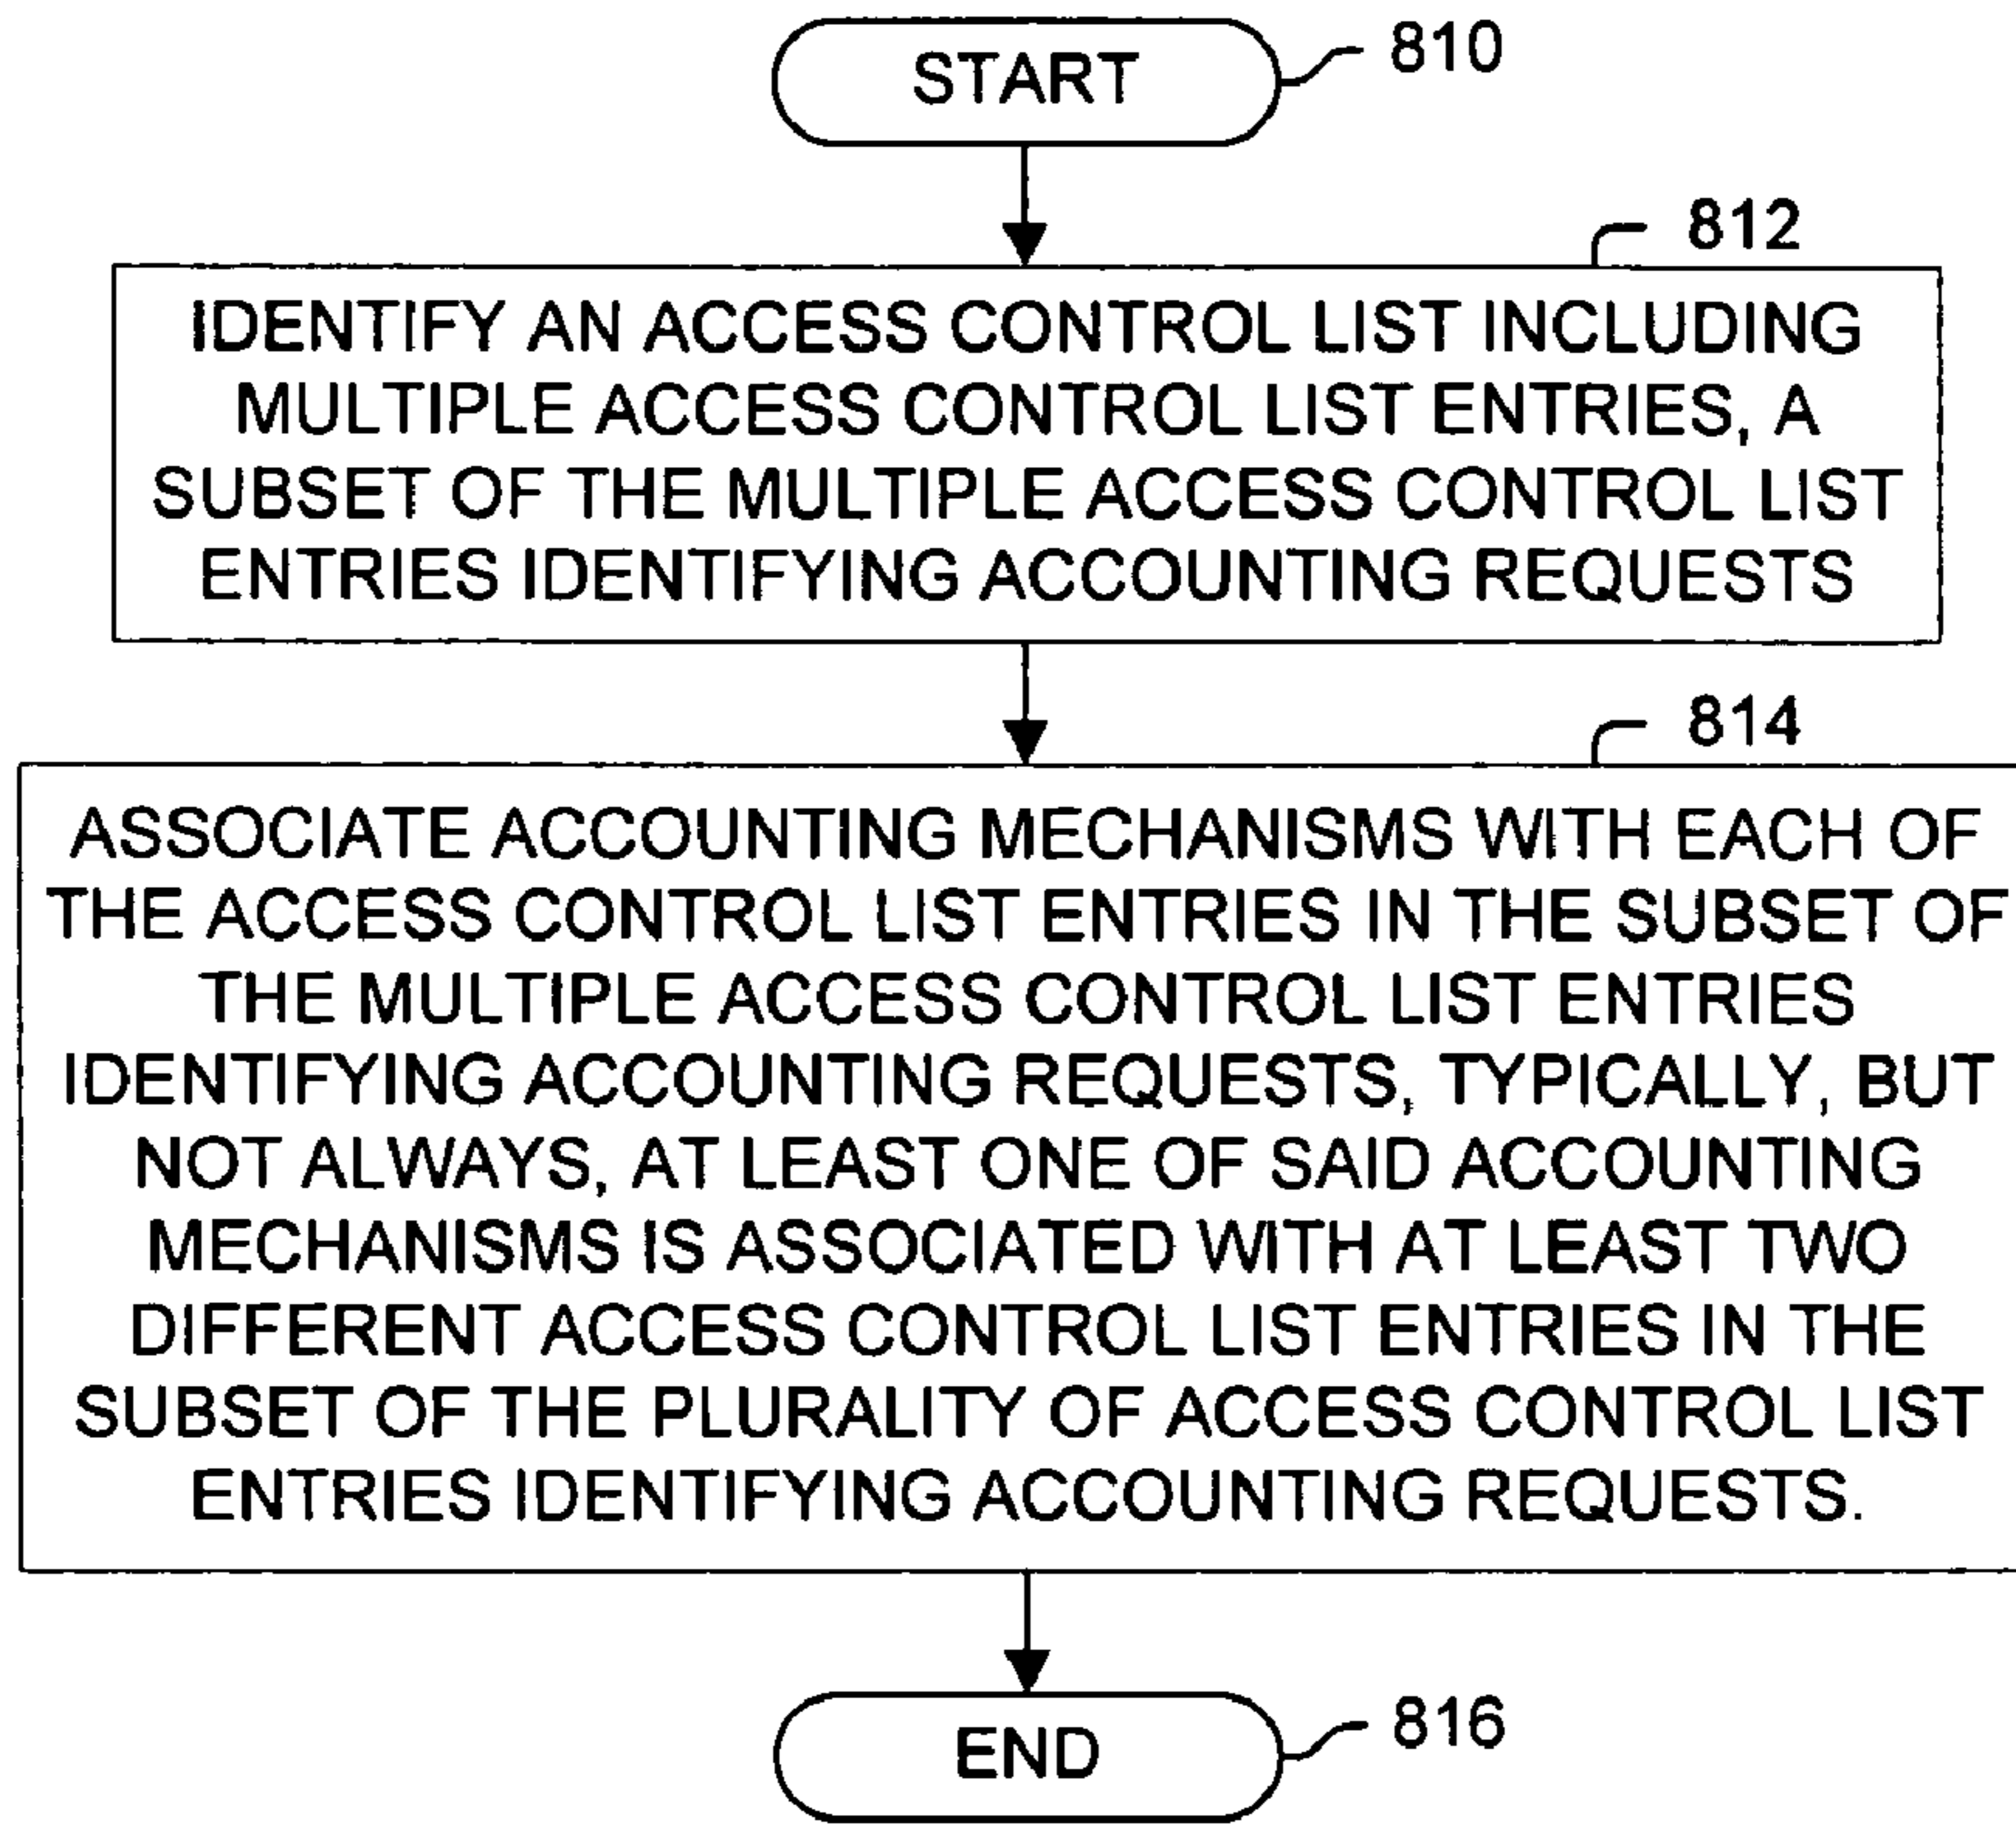 START
810
812
IDENTIFY AN ACCESS CONTROL LIST INCLUDING
MULTIPLE ACCESS CONTROL LIST ENTRIES, A
SUBSET OF THE MULTIPLE ACCESS CONTROL LIST
ENTRIES IDENTIFYING ACCOUNTING REQUESTS
814
ASSOCIATE ACCOUNTING MECHANISMS WITH EACH OF
THE ACCESS CONTROL LIST ENTRIES IN THE SUBSET OF
THE MULTIPLE ACCESS CONTROL LIST ENTRIES
IDENTIFYING ACCOUNTING REQUESTS, TYPICALLY, BUT
NOT ALWAYS, AT LEAST ONE OF SAID ACCOUNTING
MECHANISMS IS ASSOCIATED WITH AT LEAST TWO
DIFFERENT ACCESS CONTROL LIST ENTRIES IN THE
SUBSET OF THE PLURALITY OF ACCESS CONTROL LIST
ENTRIES IDENTIFYING ACCOUNTING REQUESTS.
END
816